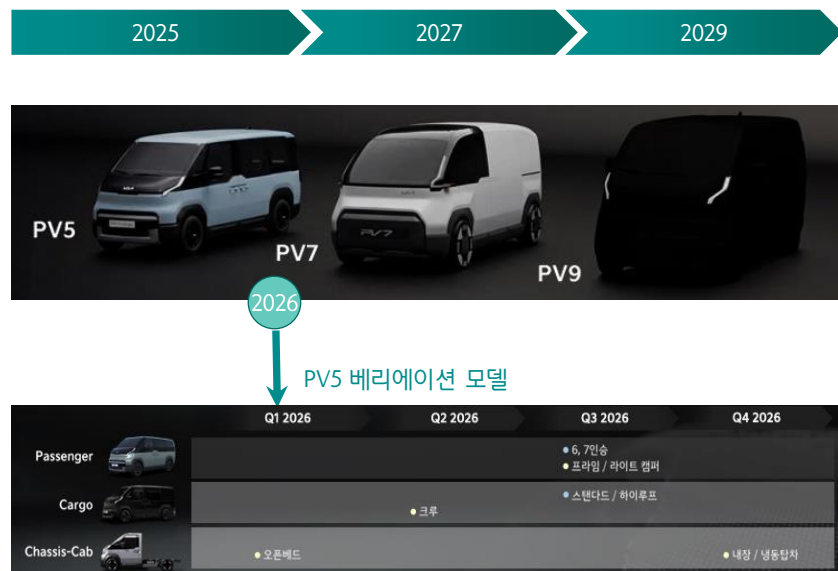 2025 2027 2029
PV5
PV7
PV7
PV9
2026
PV5 베리에이션 모델
Q1 2026 Q2 2026 Q3 2026 Q4 2026
Passenger
6, 7인승
프라임 / 라이트 캠퍼
Cargo
스탠다드 / 하이루프
크루
Chassis-Cab
오픈베드
내장 / 냉동탑차